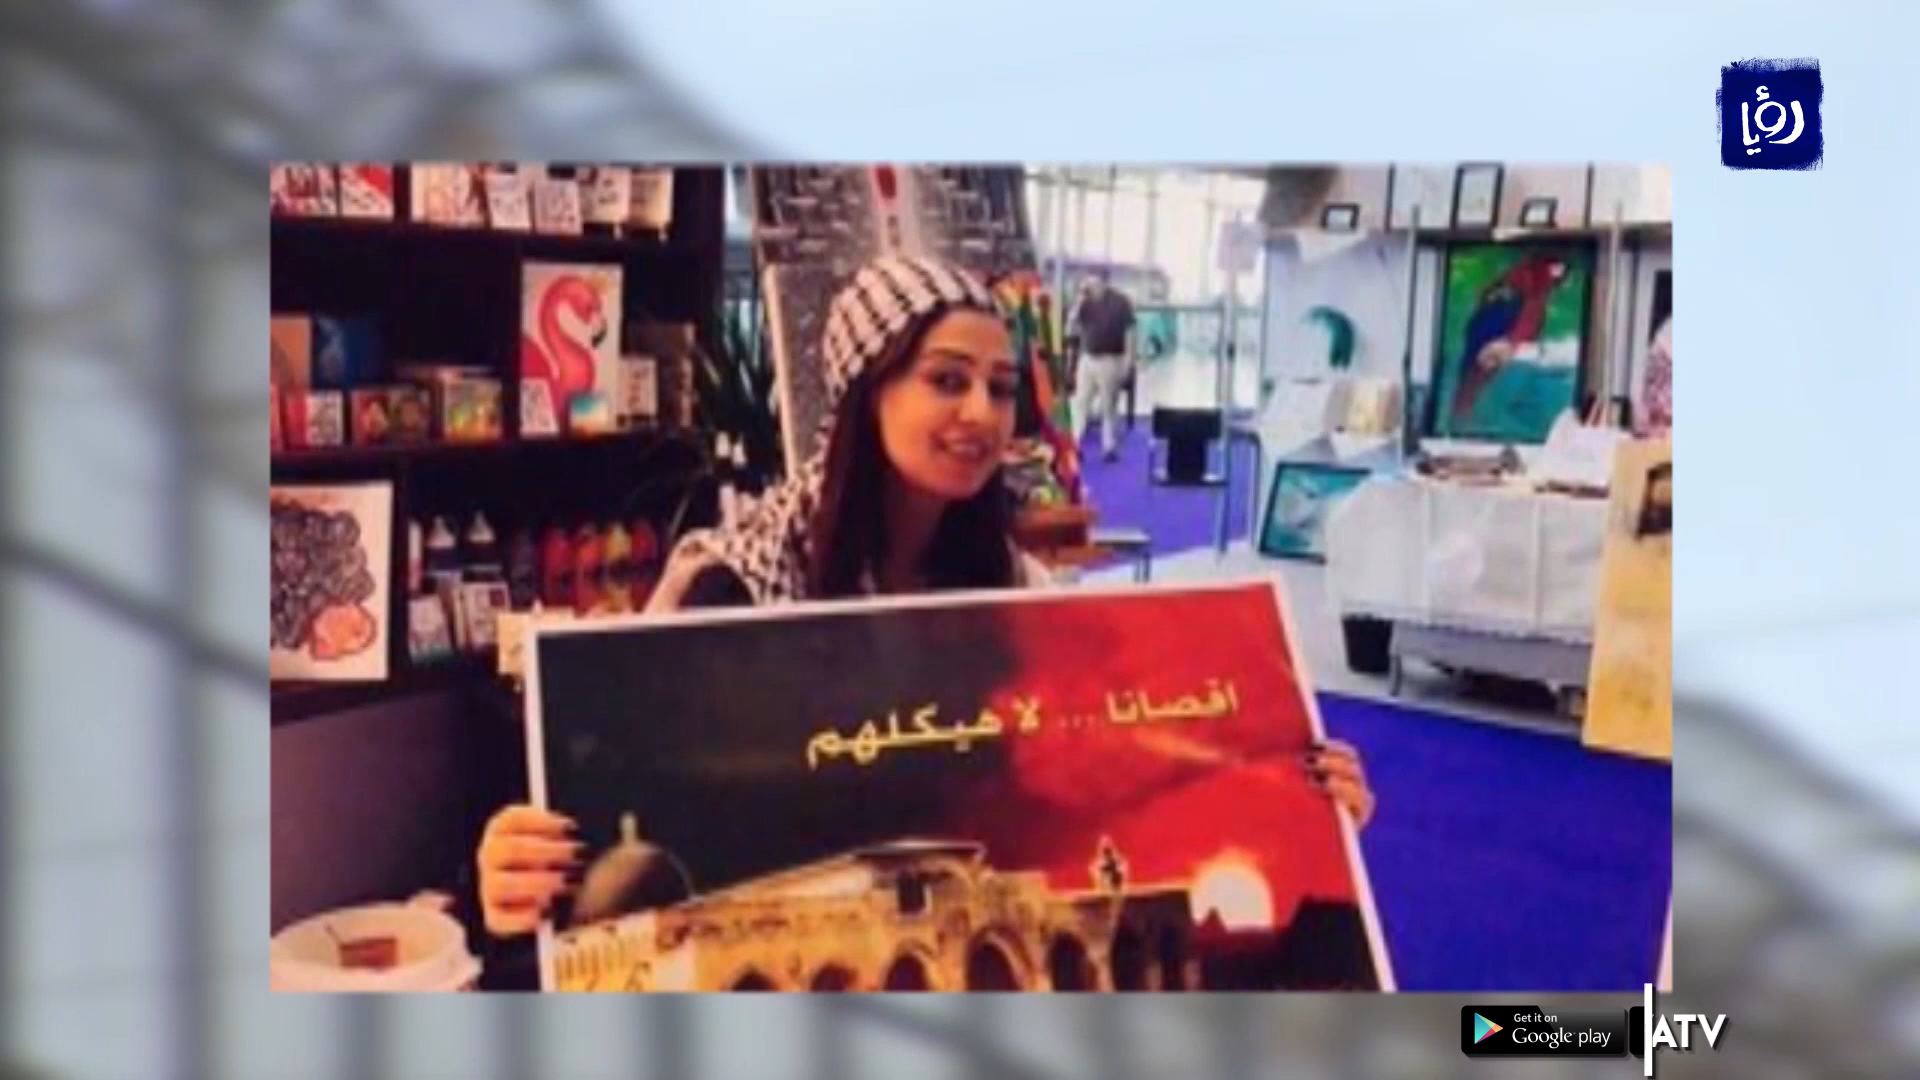 رؤيا
اقصانا ... لا هيكلهم
Get it on
Google play
ATV